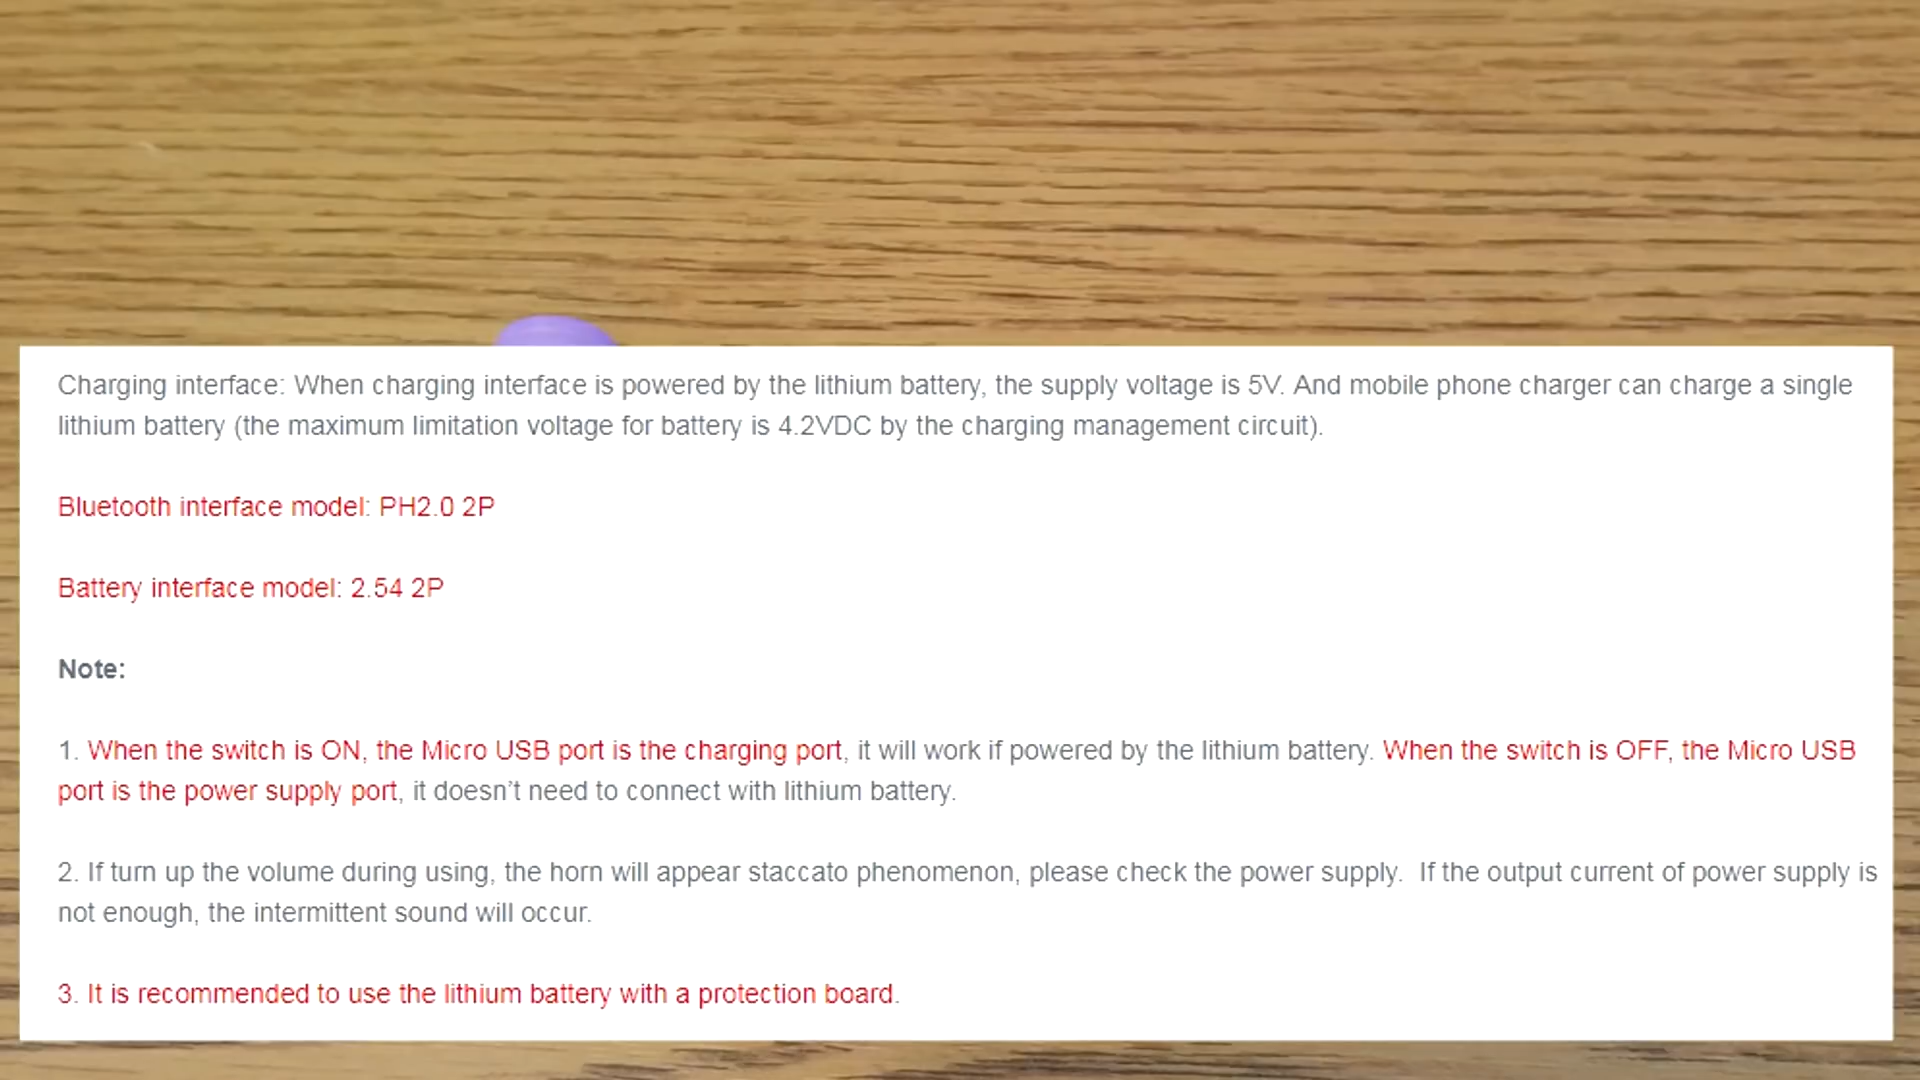 Charging interface: When charging interface is powered by the lithium battery, the supply voltage is 5V. And mobile phone charger can charge a single
lithium battery (the maximum limitation voltage for battery is 4.2VDC by the charging management circuit).
Bluetooth interface model: PH2.0 2P
Battery interface model: 2.54 2P
Note:
1. When the switch is ON, the Micro USB port is the charging port, it will work if powered by the lithium battery. When the switch is OFF, the Micro USB
port is the power supply port, it doesn't need to connect with lithium battery.
2. If turn up the volume during using, the horn will appear staccato phenomenon, please check the power supply.  If the output current of power supply is
not enough, the intermittent sound will occur.
3. It is recommended to use the lithium battery with a protection board.